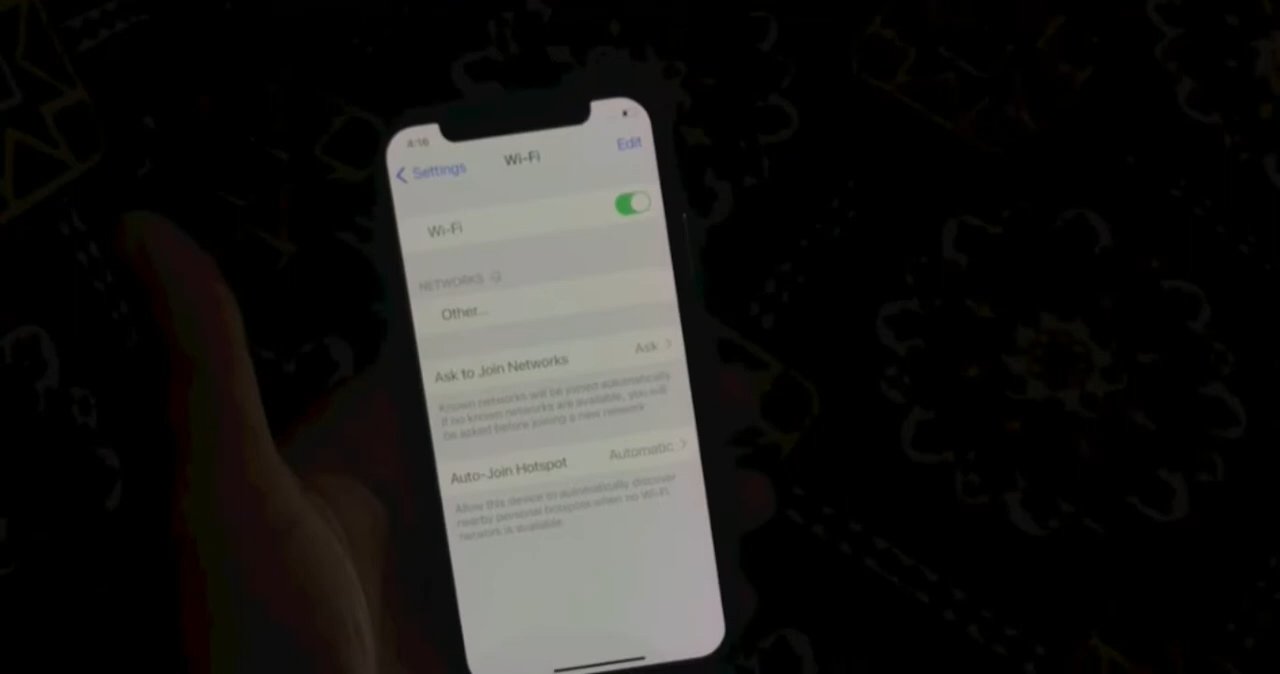 4:16
Settings
Wi-Fi
Edit
Wi-Fi
NETWORKS
Other...
Ask to Join Networks
Ask
Known networks will be joined automatically.
If no known networks are available, you will
be asked before joining a new network.
Auto-Join Hotspot
Automatic
Allow this device to automatically discover
nearby personal hotspots when no Wi-Fi
network is available.